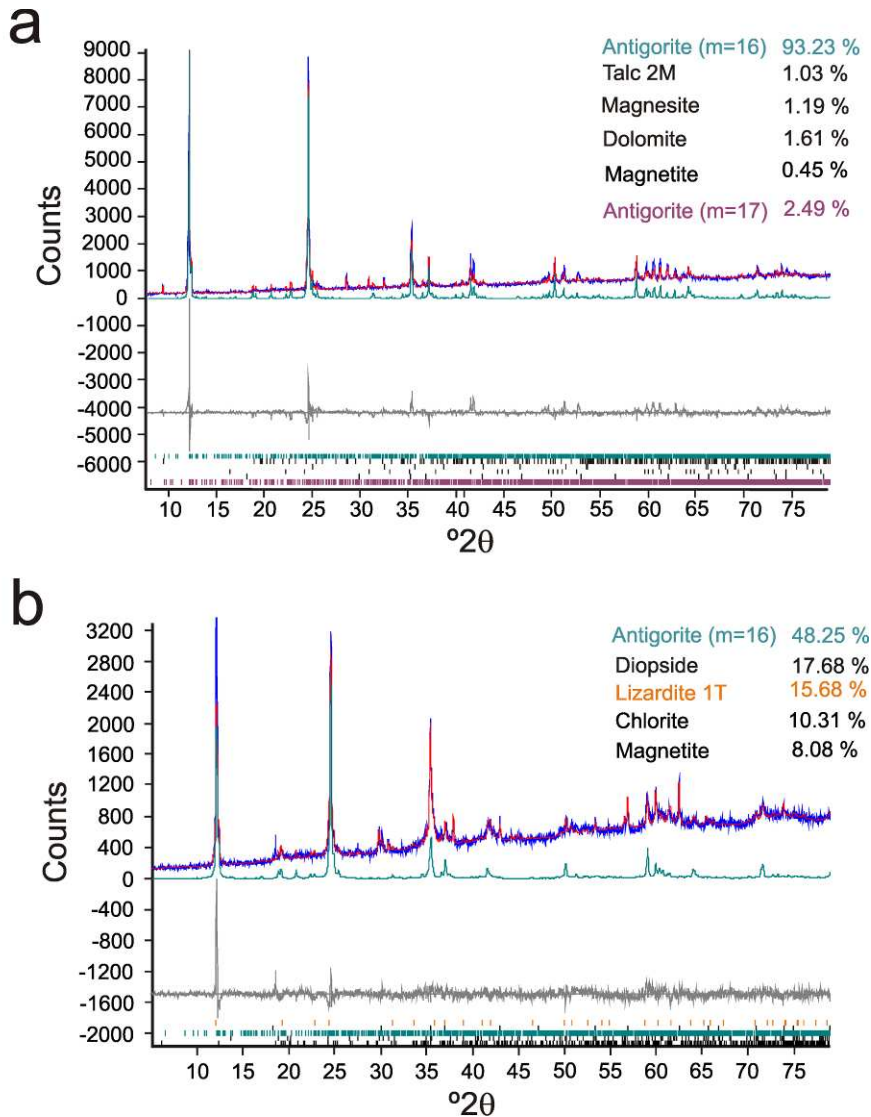 a
9000
8000
7000
6000
5000
4000
3000
2000
1000
0
-1000
-2000
-3000
-4000
-5000
-6000
Counts
Antigorite (m=16) 93.23 %
Talc 2M 1.03 %
Magnesite 1.19 %
Dolomite 1.61 %
Magnetite 0.45 %
Antigorite (m=17) 2.49 %
10 15 20 25 30 35 40 45 50 55 60 65 70 75
º2θ
b
3200
2800
2400
2000
1600
1200
800
400
0
-400
-800
-1200
-1600
-2000
Counts
Antigorite (m=16) 48.25 %
Diopside 17.68 %
Lizardite 1T 15.68 %
Chlorite 10.31 %
Magnetite 8.08 %
10 15 20 25 30 35 40 45 50 55 60 65 70 75
º2θ